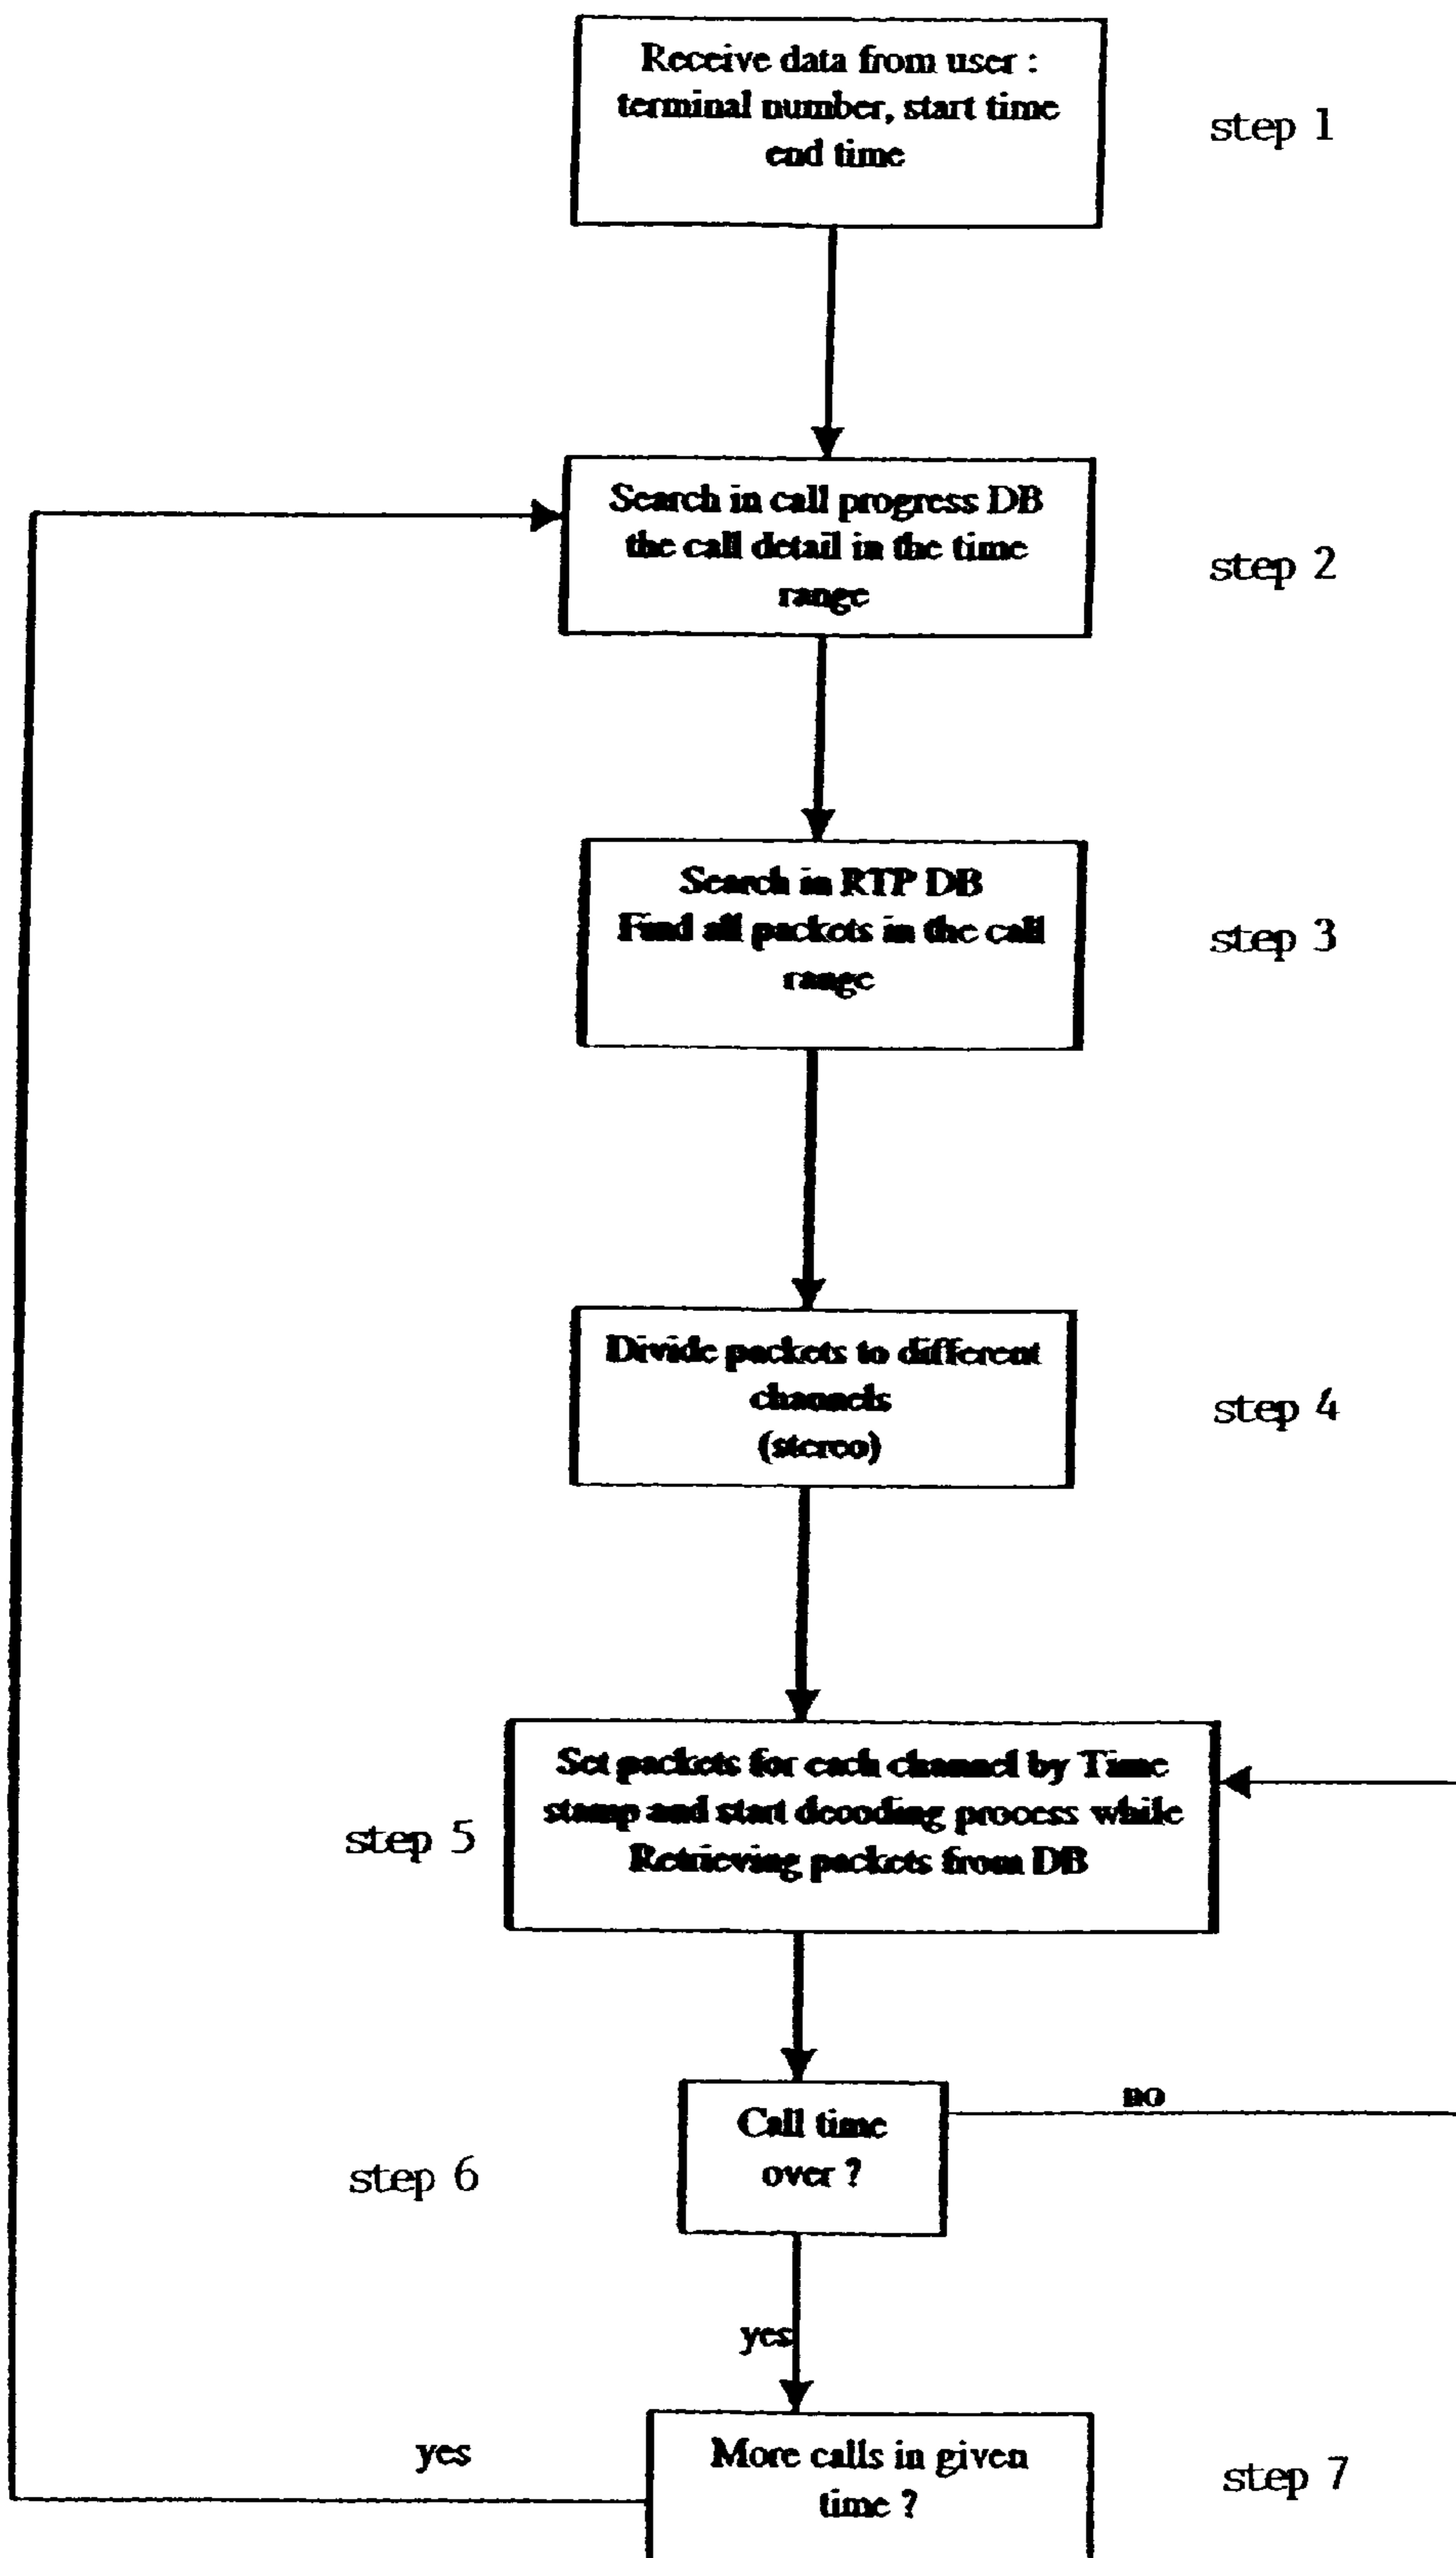 Receive data from user :
terminal number, start time
end time
step 1
Search in call progress DB
the call detail in the time
range
step 2
Search in RTP DB
Find all packets in the call
range
step 3
Divide packets to different
channels
(stereo)
step 4
Set packets for each channel by Time
stamp and start decoding process while
Retrieving packets from DB
step 5
no
Call time
over ?
step 6
yes
yes
More calls in given
time ?
step 7